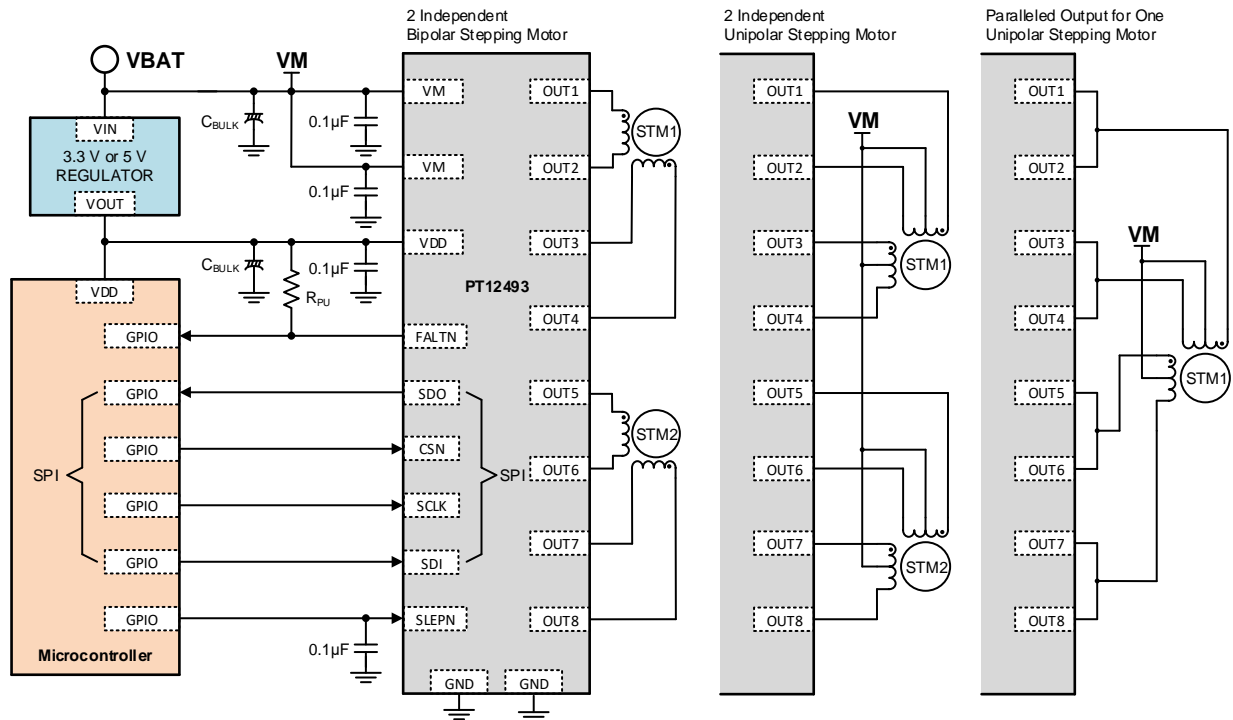 2 Independent
Bipolar Stepping Motor
2 Independent
Unipolar Stepping Motor
Paralleled Output for One
Unipolar Stepping Motor
VBAT
VM
VIN
3.3 V or 5 V
REGULATOR
VOUT
CBULK
0.1µF
0.1µF
CBULK
0.1µF
RPU
VDD
GPIO
GPIO
GPIO
GPIO
GPIO
GPIO
SPI
Microcontroller
0.1µF
VM
VM
VDD
PT12493
FALTN
SDO
CSN
SCLK
SDI
SPI
SLEPN
GND
GND
OUT1
OUT2
OUT3
OUT4
OUT5
OUT6
OUT7
OUT8
STM1
STM2
OUT1
OUT2
OUT3
OUT4
OUT5
OUT6
OUT7
OUT8
VM
STM1
STM2
OUT1
OUT2
OUT3
OUT4
OUT5
OUT6
OUT7
OUT8
VM
STM1